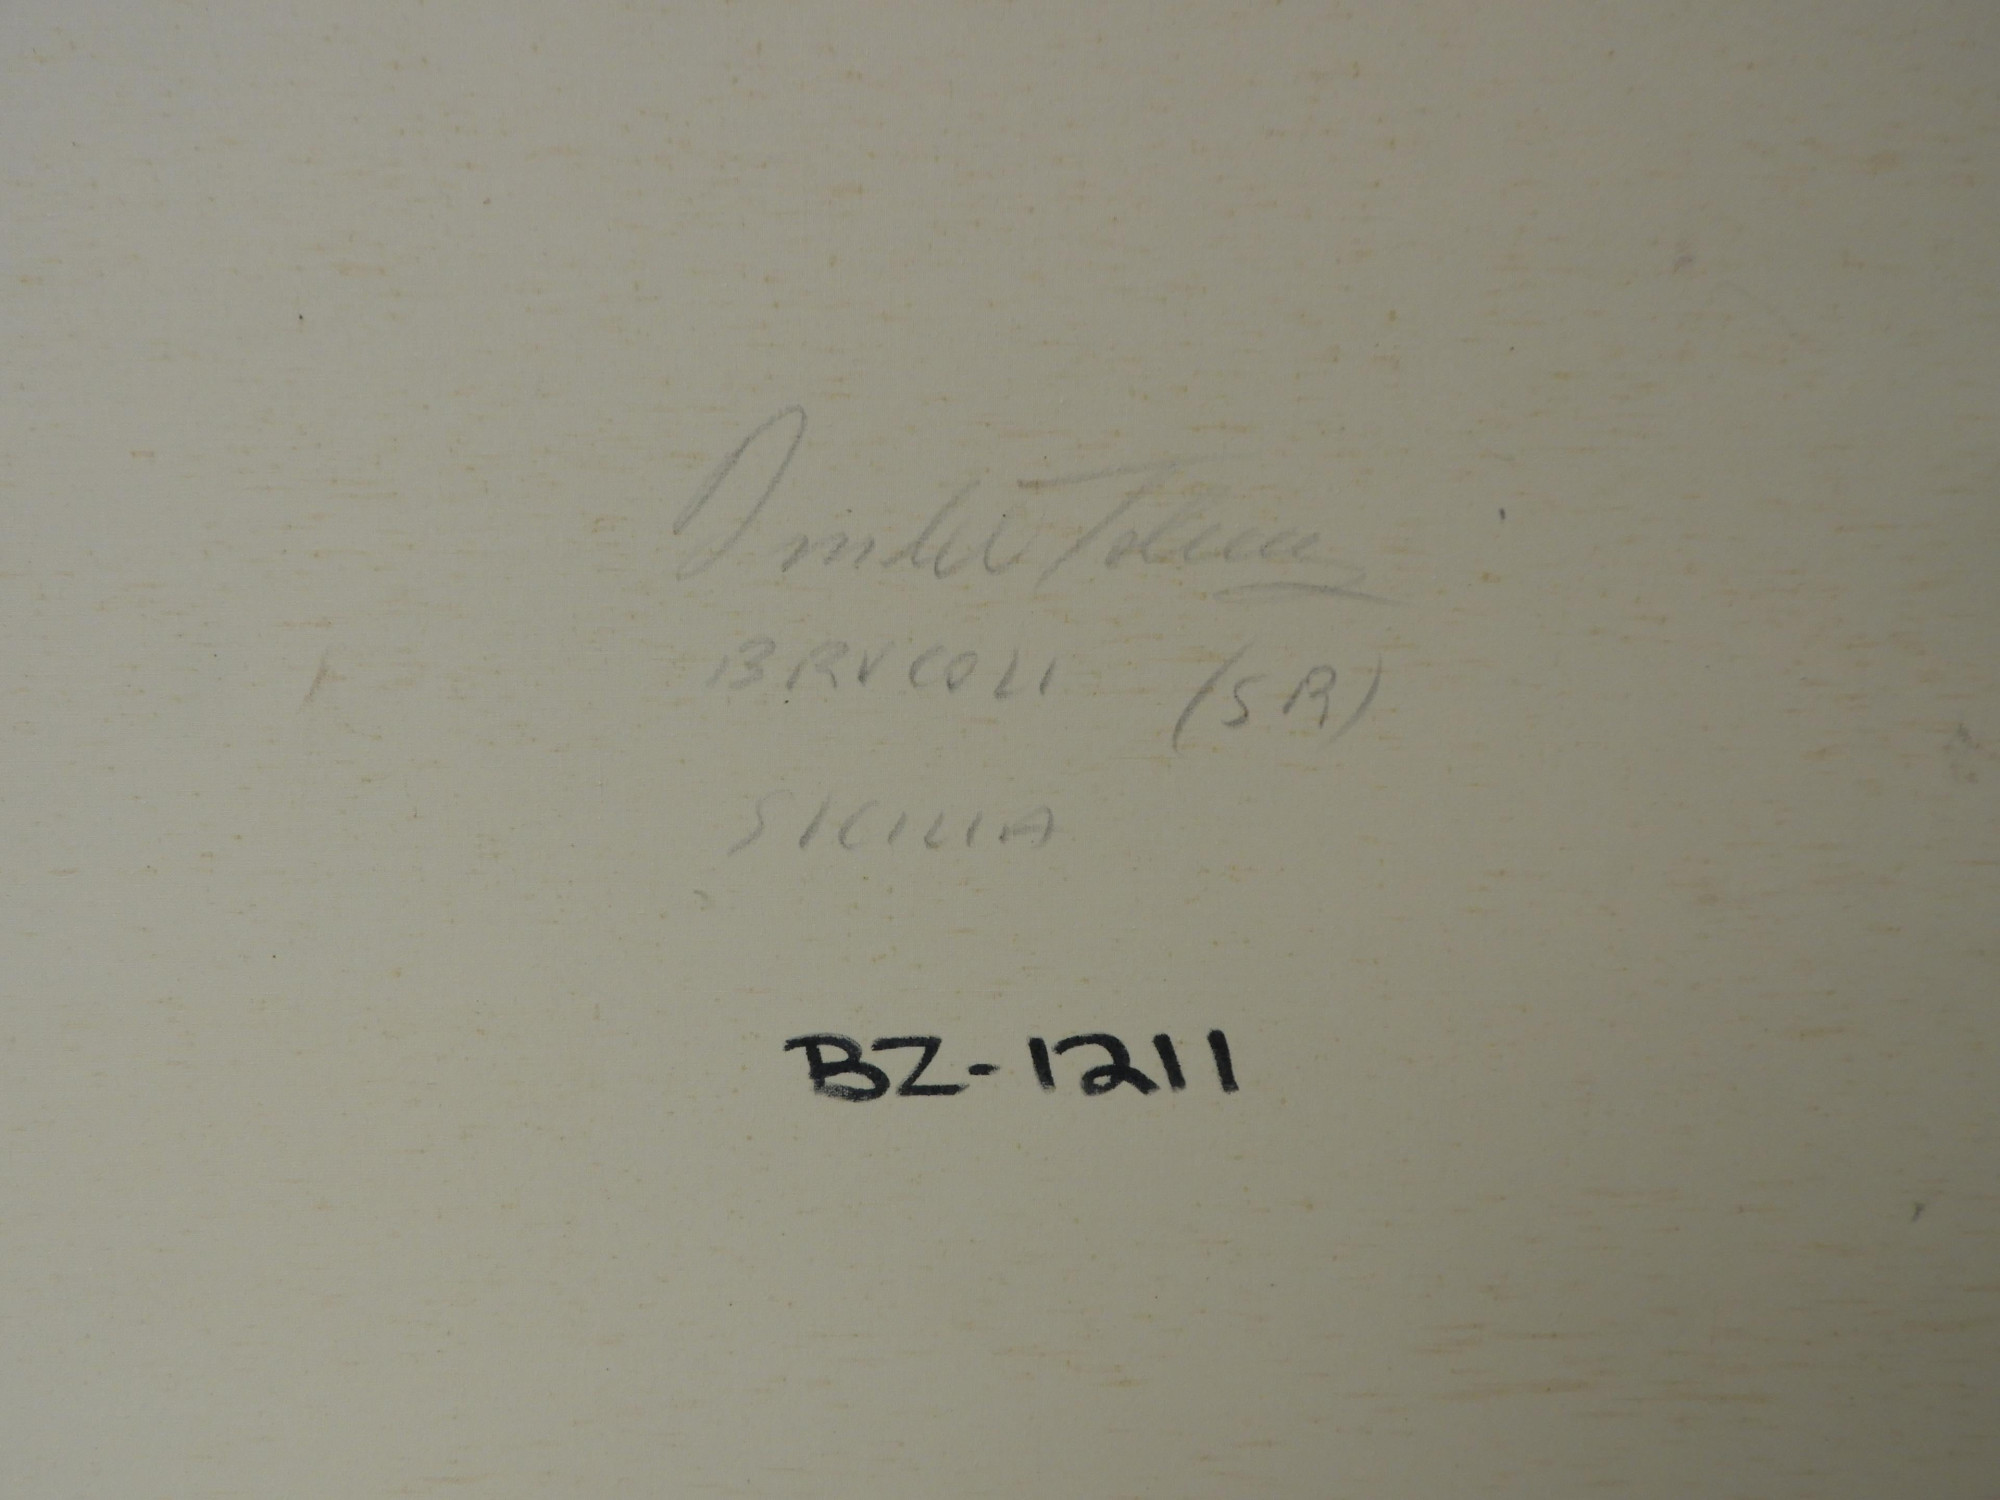 BRUCOLI (SR)
SICILIA
BZ-1211